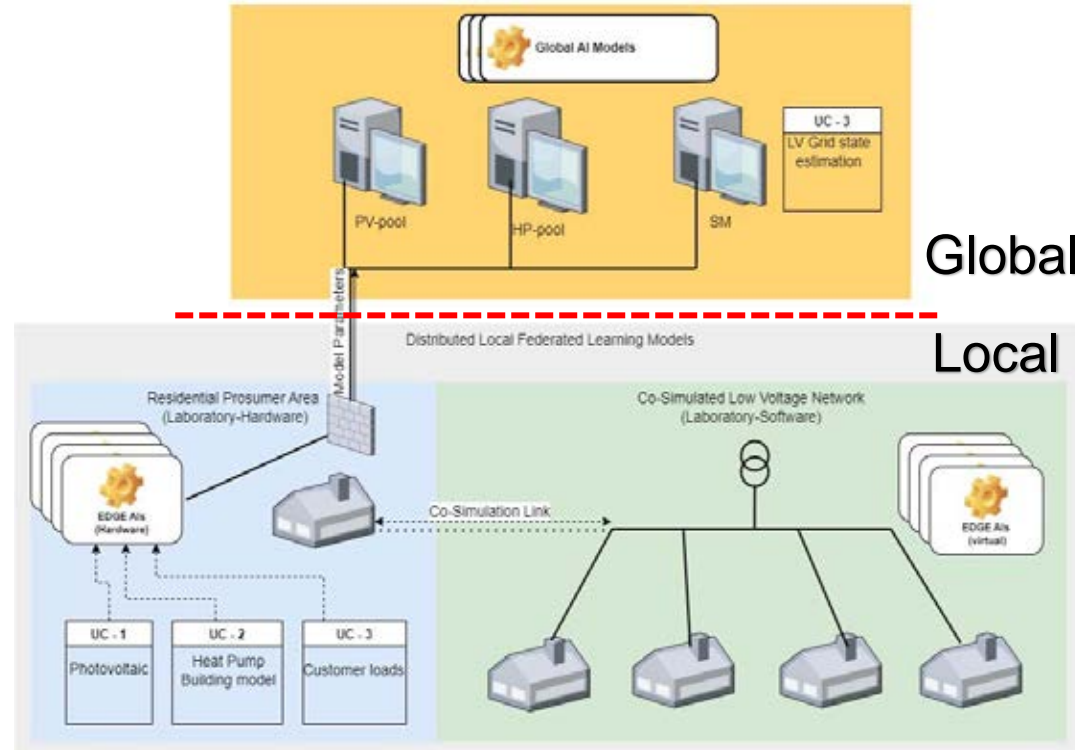 Global AI Models
UC - 3
LV Grid state
estimation
PV-pool
HP-pool
SM
Global
Model Parameters
Local
Distributed Local Federated Learning Models
Residential Prosumer Area
(Laboratory-Hardware)
Co-Simulated Low Voltage Network
(Laboratory-Software)
EDGE AIs
(Hardware)
Co-Simulation Link
EDGE AIs
(virtual)
UC - 1
Photovoltaic
UC - 2
Heat Pump
Building model
UC - 3
Customer loads